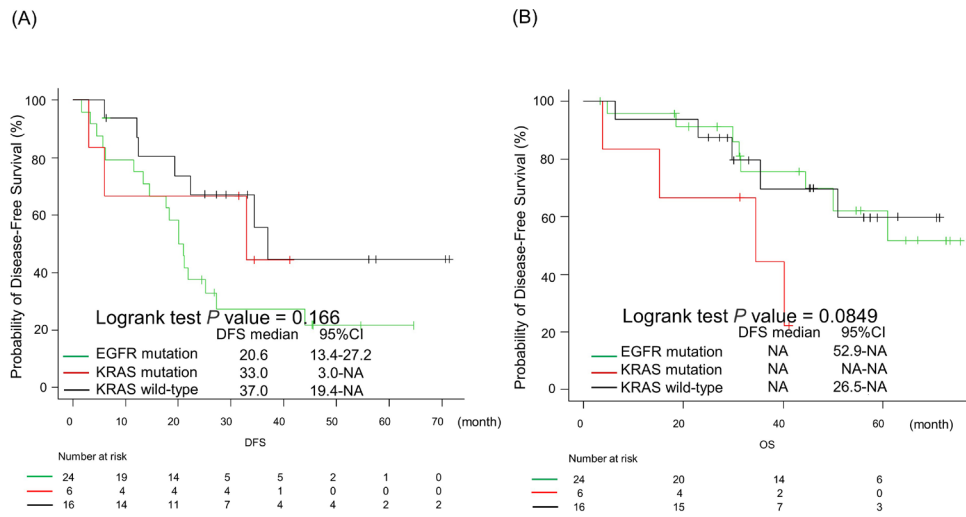 (A)
100
80
60
40
20
0
Probability of Disease-Free Survival (%)
Logrank test P value = 0.166
DFS median 95%CI
EGFR mutation 20.6 13.4-27.2
KRAS mutation 33.0 3.0-NA
KRAS wild-type 37.0 19.4-NA
0 10 20 30 40 50 60 70 (month)
DFS
Number at risk
24 19 14 5 5 2 1 0
6 4 4 4 1 0 0 0
16 14 11 7 4 4 2 2
(B)
100
80
60
40
20
0
Probability of Disease-Free Survival (%)
Logrank test P value = 0.0849
DFS median 95%CI
EGFR mutation NA 52.9-NA
KRAS mutation NA NA-NA
KRAS wild-type NA 26.5-NA
0 20 40 60 (month)
OS
Number at risk
24 20 14 6
6 4 2 0
16 15 7 3